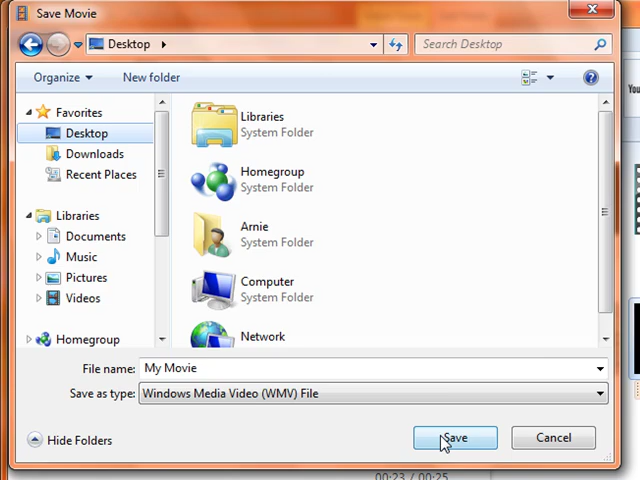 Save Movie
Desktop
Search Desktop
Organize
New folder
Favorites
Desktop
Downloads
Recent Places
Libraries
Documents
Music
Pictures
Videos
Homegroup
Libraries
System Folder
Homegroup
System Folder
Arnie
System Folder
Computer
System Folder
Network
File name: My Movie
Save as type: Windows Media Video (WMV) File
Hide Folders
Save
Cancel
You
00:23 / 00:25